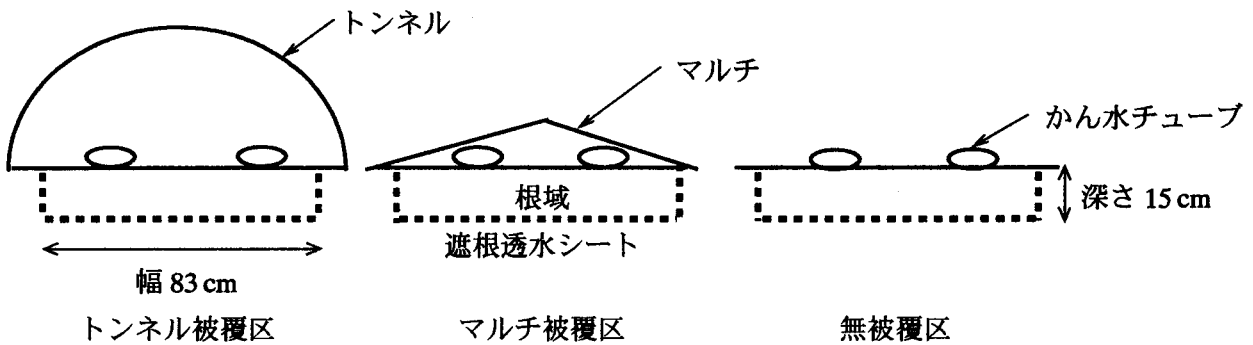 トンネル
マルチ
かん水チューブ
根域
深さ 15 cm
遮根透水シート
幅 83 cm
トンネル被覆区
マルチ被覆区
無被覆区